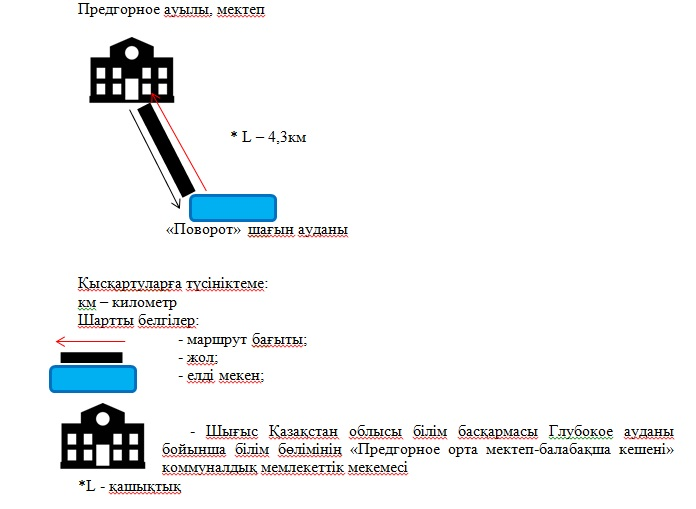 Предгорное ауылы, мектеп
* L – 4,3км
«Поворот» шағын ауданы
Қысқартуларға түсініктеме:
км – километр
Шартты белгілер:
- маршрут бағыты;
- жол;
- елді мекен;
- Шығыс Қазақстан облысы білім басқармасы Глубокое ауданы
бойынша білім бөлімінің «Предгорное орта мектеп-балабақша кешені»
коммуналдық мемлекеттік мекемесі
*L - қашықтық